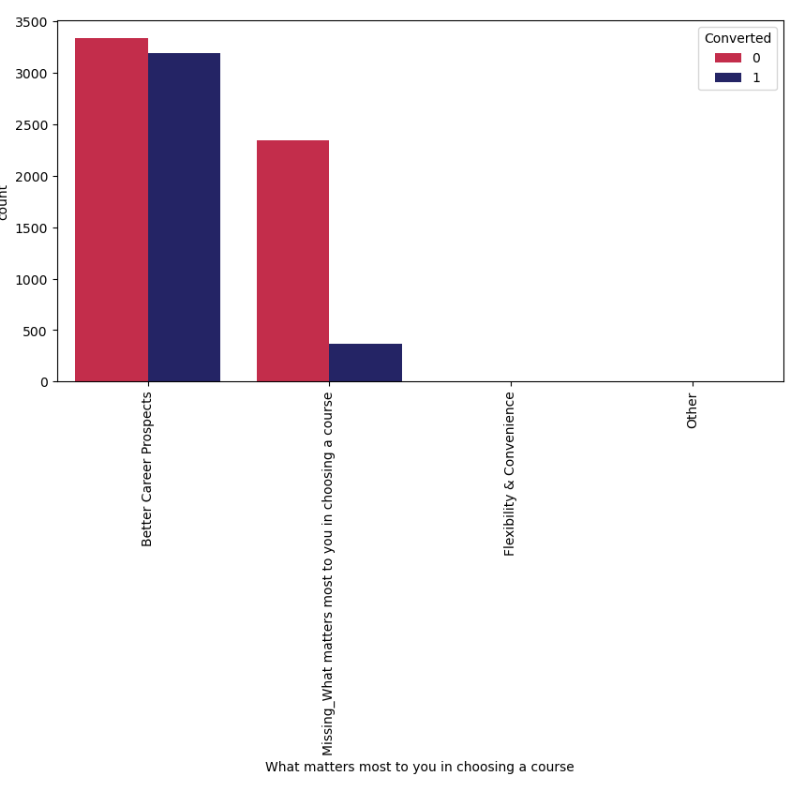 3500
3000
2500
2000
1500
1000
500
0
count
Converted
0
1
Better Career Prospects
Missing_What matters most to you in choosing a course
Flexibility & Convenience
Other
What matters most to you in choosing a course